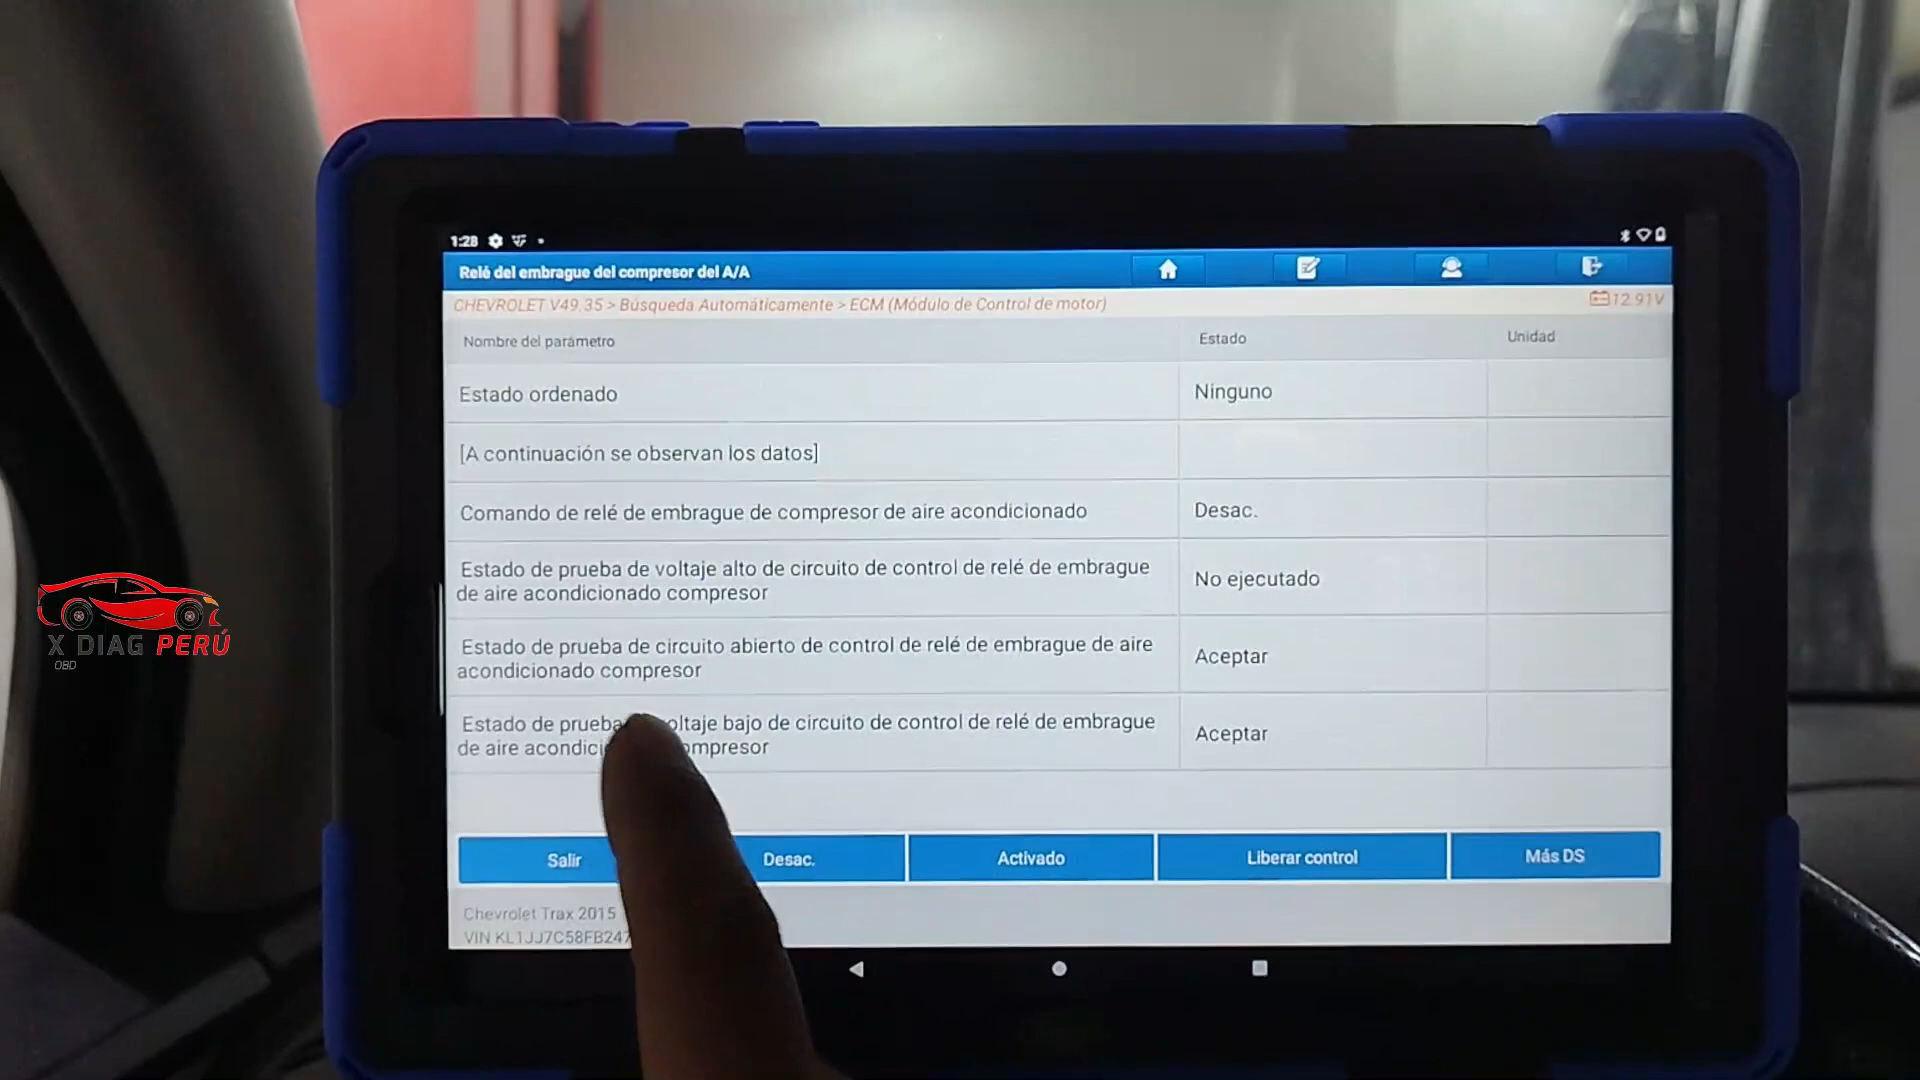 1:28
Relé del embrague del compresor del A/A
CHEVROLET V49.35 > Búsqueda Automáticamente > ECM (Módulo de Control de motor)
12.91V
Nombre del parámetro Estado Unidad
Estado ordenado Ninguno
[A continuación se observan los datos]
Comando de relé de embrague de compresor de aire acondicionado Desac.
Estado de prueba de voltaje alto de circuito de control de relé de embrague
de aire acondicionado compresor
No ejecutado
Estado de prueba de circuito abierto de control de relé de embrague de aire
acondicionado compresor
Aceptar
Estado de prueba oltaje bajo de circuito de control de relé de embrague
de aire acondici ompresor
Aceptar
Salir Desac. Activado Liberar control Más DS
Chevrolet Trax 2015
VIN KL1JJ7C58FB247
X DIAG PERÚ
OBD